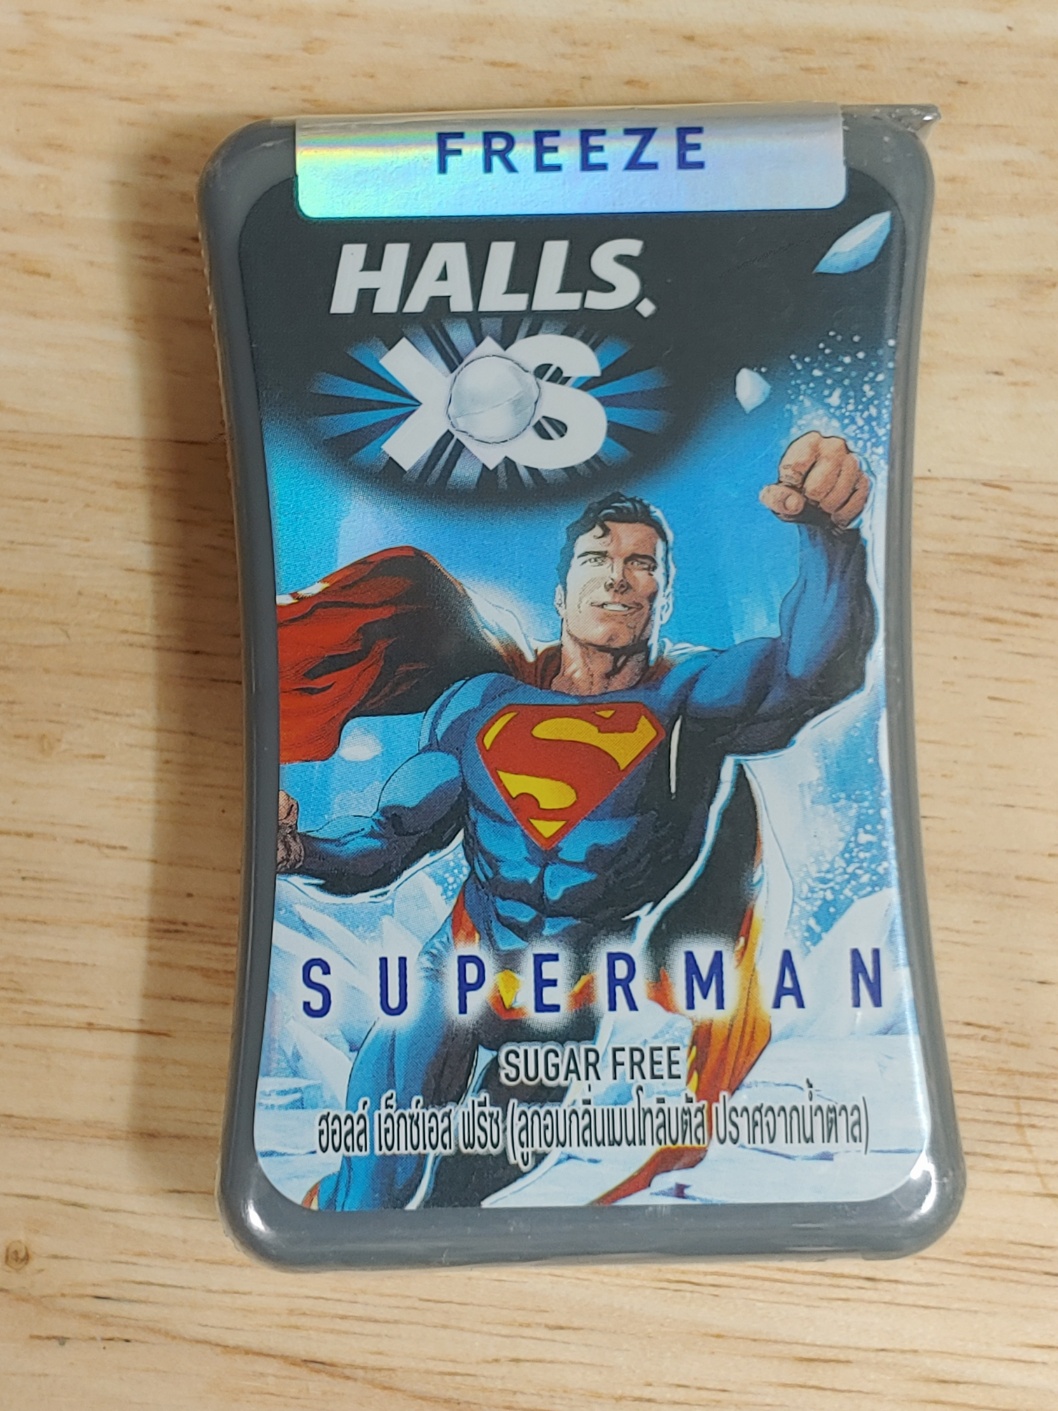 FREEZE
HALLS.
XS
S
SUPERMAN
SUGAR FREE
ฮอลล์ เอ็กซ์เอส ฟรีซ (ลูกอมกลิ่นเมนโทลิปตัส ปราศจากน้ำตาล)